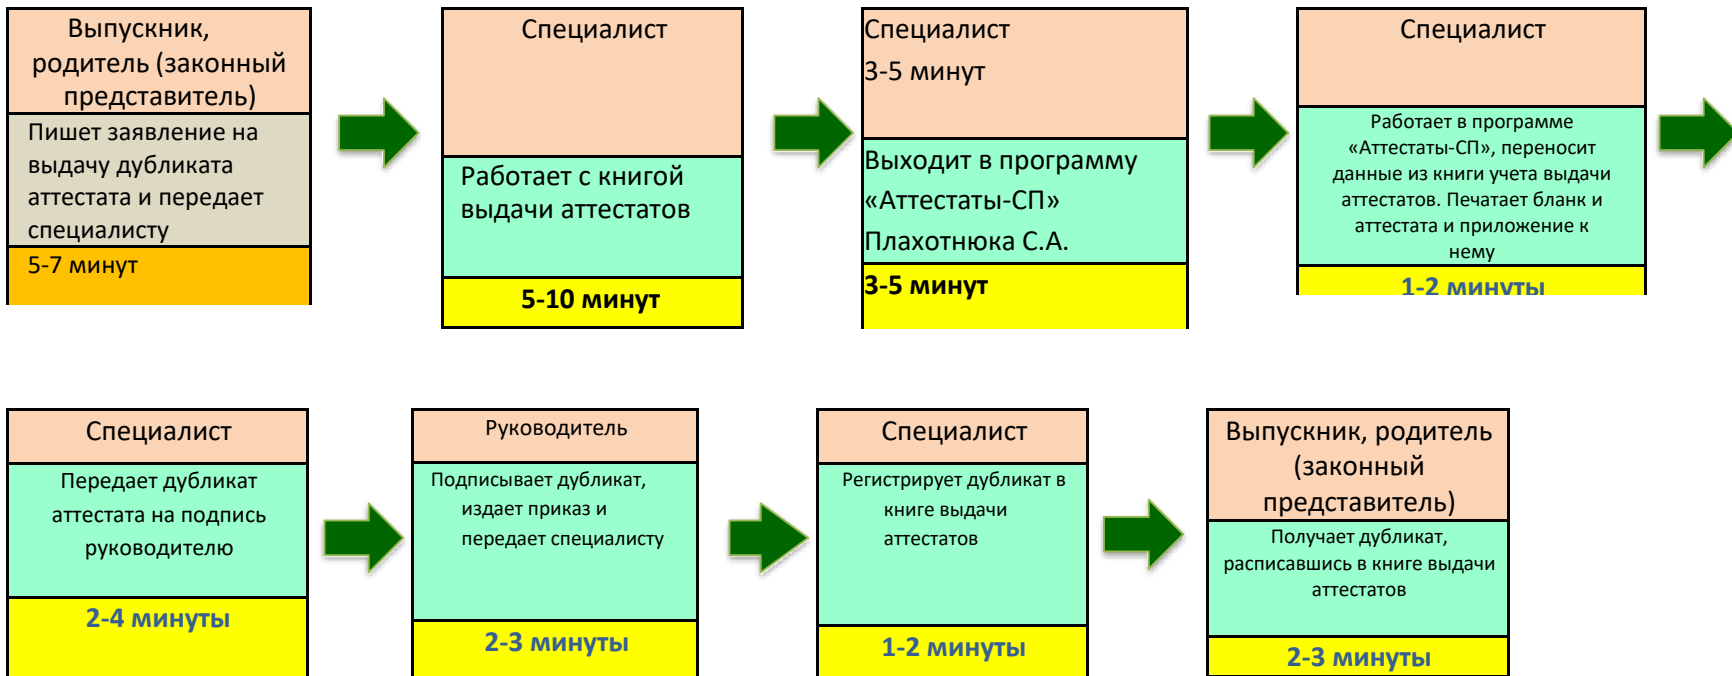 Выпускник,
родитель (законный
представитель)
Пишет заявление на
выдачу дубликата
аттестата и передает
специалисту
5-7 минут
Специалист
Работает с книгой
выдачи аттестатов
5-10 минут
Специалист
3-5 минут
Выходит в программу
«Аттестаты-СП»
Плахотнюка С.А.
3-5 минут
Специалист
Работает в программе
«Аттестаты-СП», переносит
данные из книги учета выдачи
аттестатов. Печатает бланк и
аттестата и приложение к
нему
1-2 минуты
Специалист
Передает дубликат
аттестата на подпись
руководителю
2-4 минуты
Руководитель
Подписывает дубликат,
издает приказ и
передает специалисту
2-3 минуты
Специалист
Регистрирует дубликат в
книге выдачи
аттестатов
1-2 минуты
Выпускник, родитель
(законный
представитель)
Получает дубликат,
расписавшись в книге выдачи
аттестатов
2-3 минуты